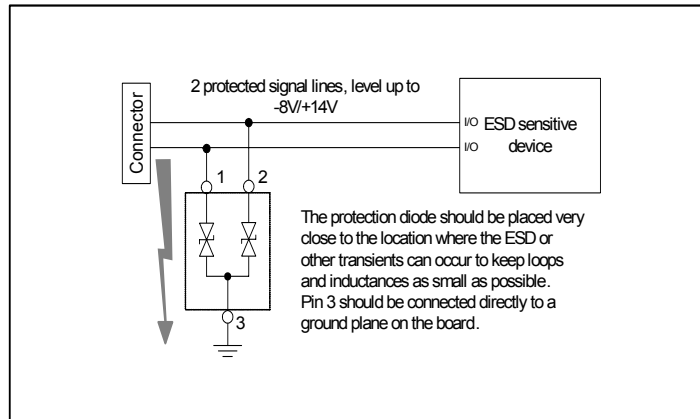 2 protected signal lines, level up to
-8V/+14V
Connector
I/O
ESD sensitive
device
I/O
1
2
The protection diode should be placed very
close to the location where the ESD or
other transients can occur to keep loops
and inductances as small as possible.
Pin 3 should be connected directly to a
ground plane on the board.
3